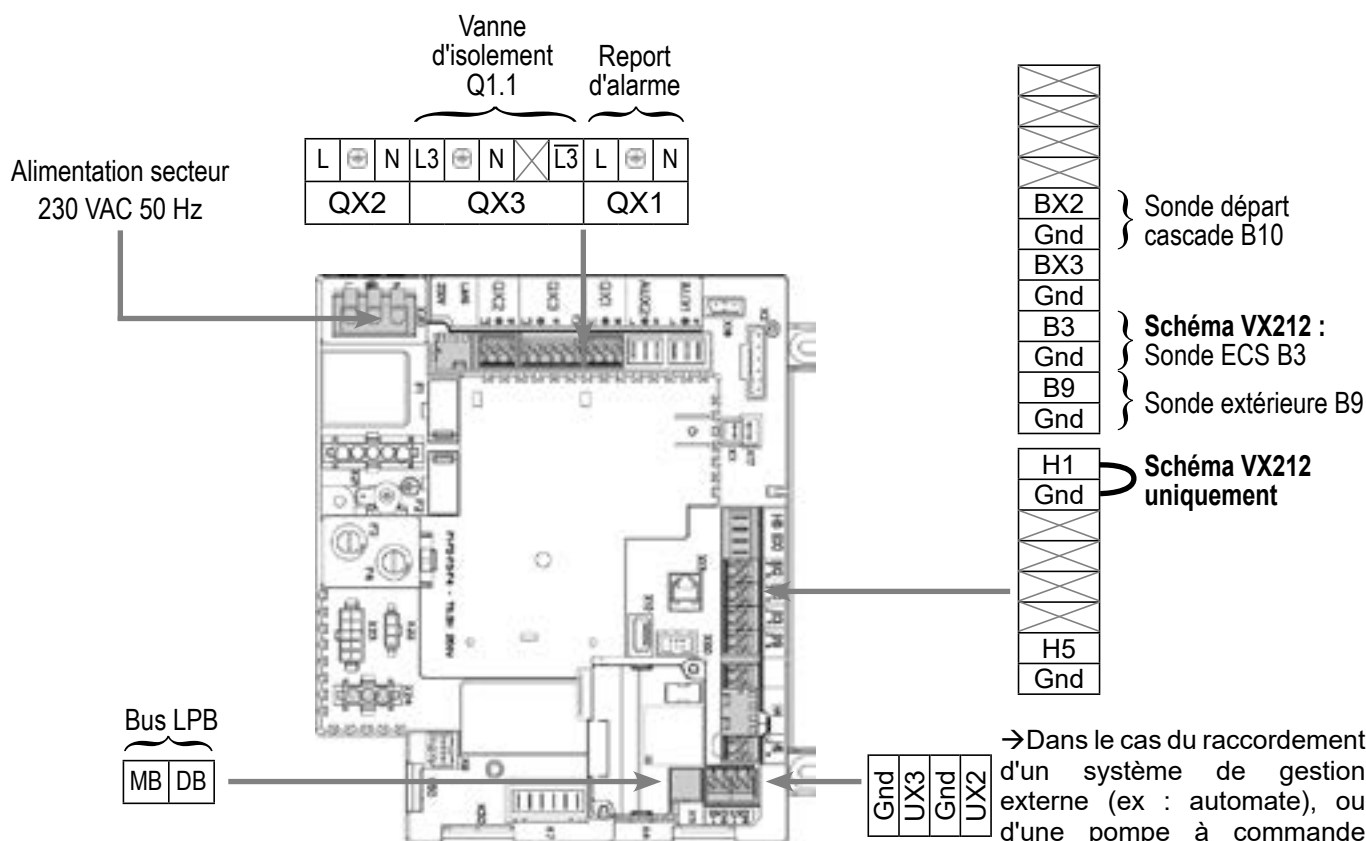 Vanne
d'isolement
Q1.1
Report
d'alarme
L N L3 N L3 L N
QX2 QX3 QX1
Alimentation secteur
230 VAC 50 Hz
BX2
Gnd
Sonde départ
cascade B10
BX3
Gnd
B3
Gnd
Schéma VX212 :
Sonde ECS B3
B9
Gnd
Sonde extérieure B9
H1
Gnd
Schéma VX212
uniquement
H5
Gnd
Bus LPB
MB DB
Gnd
UX3
Gnd
UX2
→Dans le cas du raccordement
d'un système de gestion
externe (ex : automate), ou
d'une pompe à commande
QX2
QX3
QX1